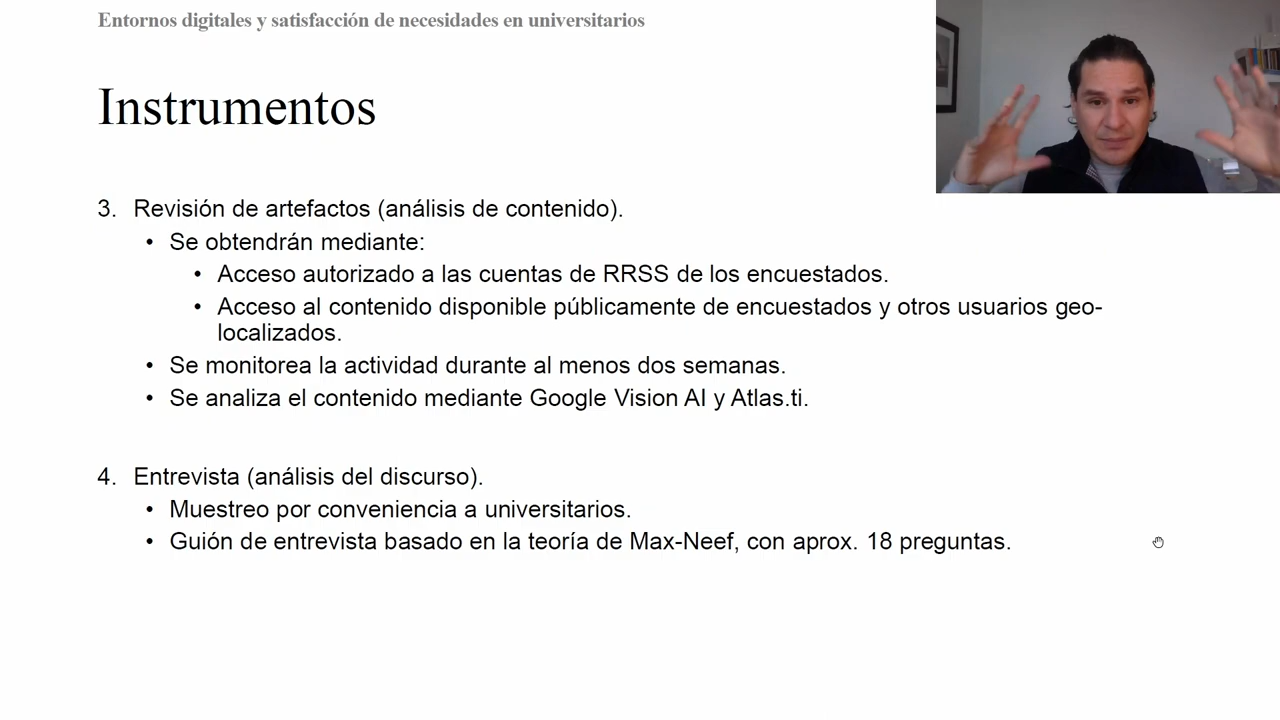 Entornos digitales y satisfacción de necesidades en universitarios
Instrumentos
3. Revisión de artefactos (análisis de contenido).
• Se obtendrán mediante:
• Acceso autorizado a las cuentas de RRSS de los encuestados.
• Acceso al contenido disponible públicamente de encuestados y otros usuarios geo-
localizados.
• Se monitorea la actividad durante al menos dos semanas.
• Se analiza el contenido mediante Google Vision AI y Atlas.ti.
4. Entrevista (análisis del discurso).
• Muestreo por conveniencia a universitarios.
• Guión de entrevista basado en la teoría de Max-Neef, con aprox. 18 preguntas.